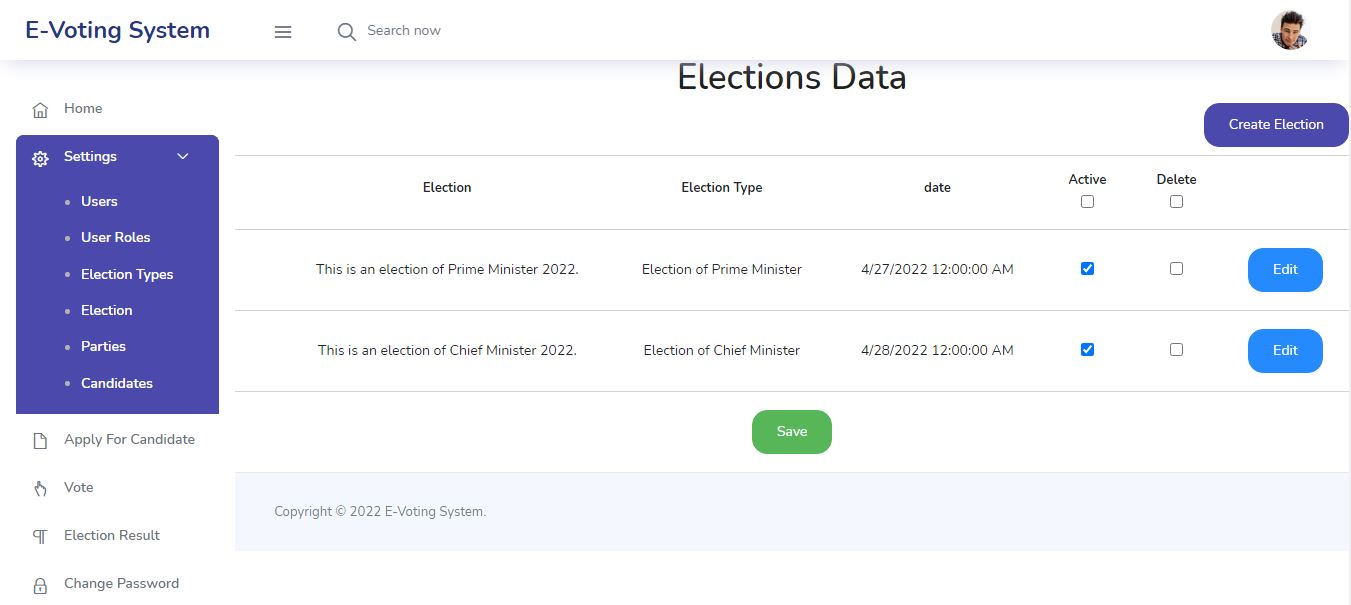 E-Voting System
Search now
Elections Data
Home
Create Election
Settings
Users
User Roles
Election Types
Election
Parties
Candidates
Apply For Candidate
Vote
Election Result
Change Password
Election Election Type date Active Delete
This is an election of Prime Minister 2022. Election of Prime Minister 4/27/2022 12:00:00 AM Edit
This is an election of Chief Minister 2022. Election of Chief Minister 4/28/2022 12:00:00 AM Edit
Save
Copyright © 2022 E-Voting System.